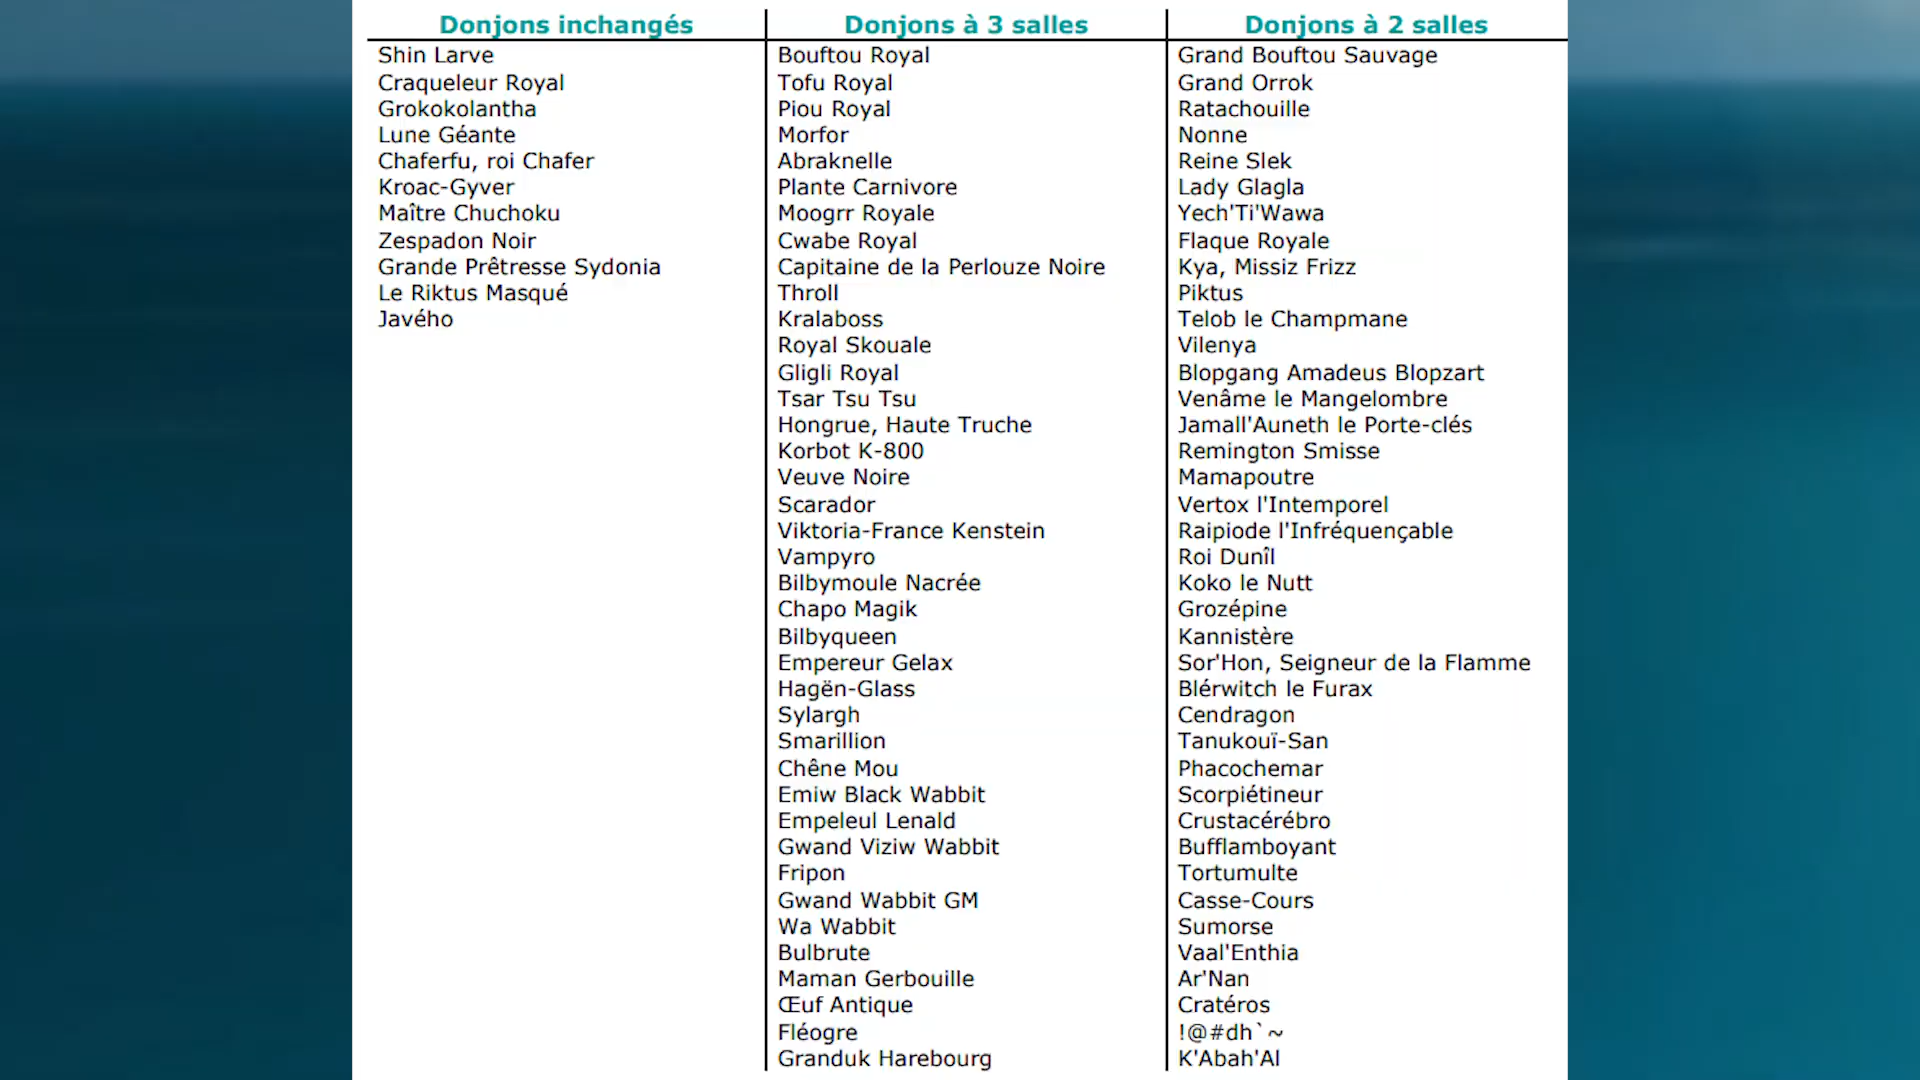 Donjons inchangés
Shin Larve
Craqueleur Royal
Grokokolantha
Lune Géante
Chaferfu, roi Chafer
Kroac-Gyver
Maître Chuchoku
Zespadon Noir
Grande Prêtresse Sydonia
Le Riktus Masqué
Javého
Donjons à 3 salles
Bouftou Royal
Tofu Royal
Piou Royal
Morfor
Abraknelle
Plante Carnivore
Moogrr Royale
Cwabe Royal
Capitaine de la Perlouze Noire
Throll
Kralaboss
Royal Skouale
Gligli Royal
Tsar Tsu Tsu
Hongrue, Haute Truche
Korbot K-800
Veuve Noire
Scarador
Viktoria-France Kenstein
Vampyro
Bilbymoule Nacrée
Chapo Magik
Bilbyqueen
Empereur Gelax
Hagën-Glass
Sylargh
Smarillion
Chêne Mou
Emiw Black Wabbit
Empeleul Lenald
Gwand Viziw Wabbit
Fripon
Gwand Wabbit GM
Wa Wabbit
Bulbrute
Maman Gerbouille
Œuf Antique
Fléogre
Granduk Harebourg
Donjons à 2 salles
Grand Bouftou Sauvage
Grand Orrok
Ratachouille
Nonne
Reine Slek
Lady Glagla
Yech'Ti'Wawa
Flaque Royale
Kya, Missiz Frizz
Piktus
Telob le Champmane
Vilenya
Blopgang Amadeus Blopzart
Venâme le Mangelombre
Jamall'Auneth le Porte-clés
Remington Smisse
Mamapoutre
Vertox l'Intemporel
Raipiode l'Infréquençable
Roi Dunîl
Koko le Nutt
Grozépine
Kannistère
Sor'Hon, Seigneur de la Flamme
Blérwitch le Furax
Cendragon
Tanukouï-San
Phacochemar
Scorpiétineur
Crustacérébro
Bufflamboyant
Tortumulte
Casse-Cours
Sumorse
Vaal'Enthia
Ar'Nan
Cratéros
!@#dh`~
K'Abah'Al